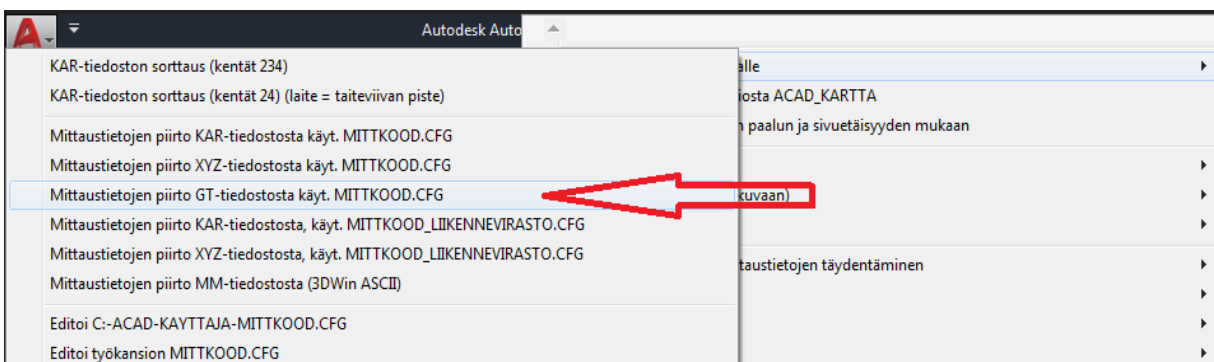 Autodesk Auto
KAR-tiedoston sorttaus (kentät 234)
KAR-tiedoston sorttaus (kentät 24) (laite = taiteviivan piste)
Mittaustietojen piirto KAR-tiedostosta käyt. MITTKOOD.CFG
Mittaustietojen piirto XYZ-tiedostosta käyt. MITTKOOD.CFG
Mittaustietojen piirto GT-tiedostosta käyt. MITTKOOD.CFG
Mittaustietojen piirto KAR-tiedostosta, käyt. MITTKOOD_LIIKENNEVIRASTO.CFG
Mittaustietojen piirto XYZ-tiedostosta, käyt. MITTKOOD_LIIKENNEVIRASTO.CFG
Mittaustietojen piirto MM-tiedostosta (3DWin ASCII)
Editoi C:-ACAD-KAYTTAJA-MITTKOOD.CFG
Editoi työkansion MITTKOOD.CFG
älle
iosta ACAD_KARTTA
n paalun ja sivuetäisyyden mukaan
kuvaan)
taustietojen täydentäminen